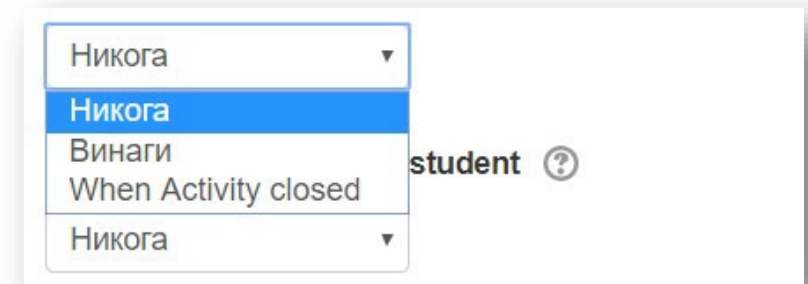 Никога
Никога
Винаги
student
When Activity closed
Никога